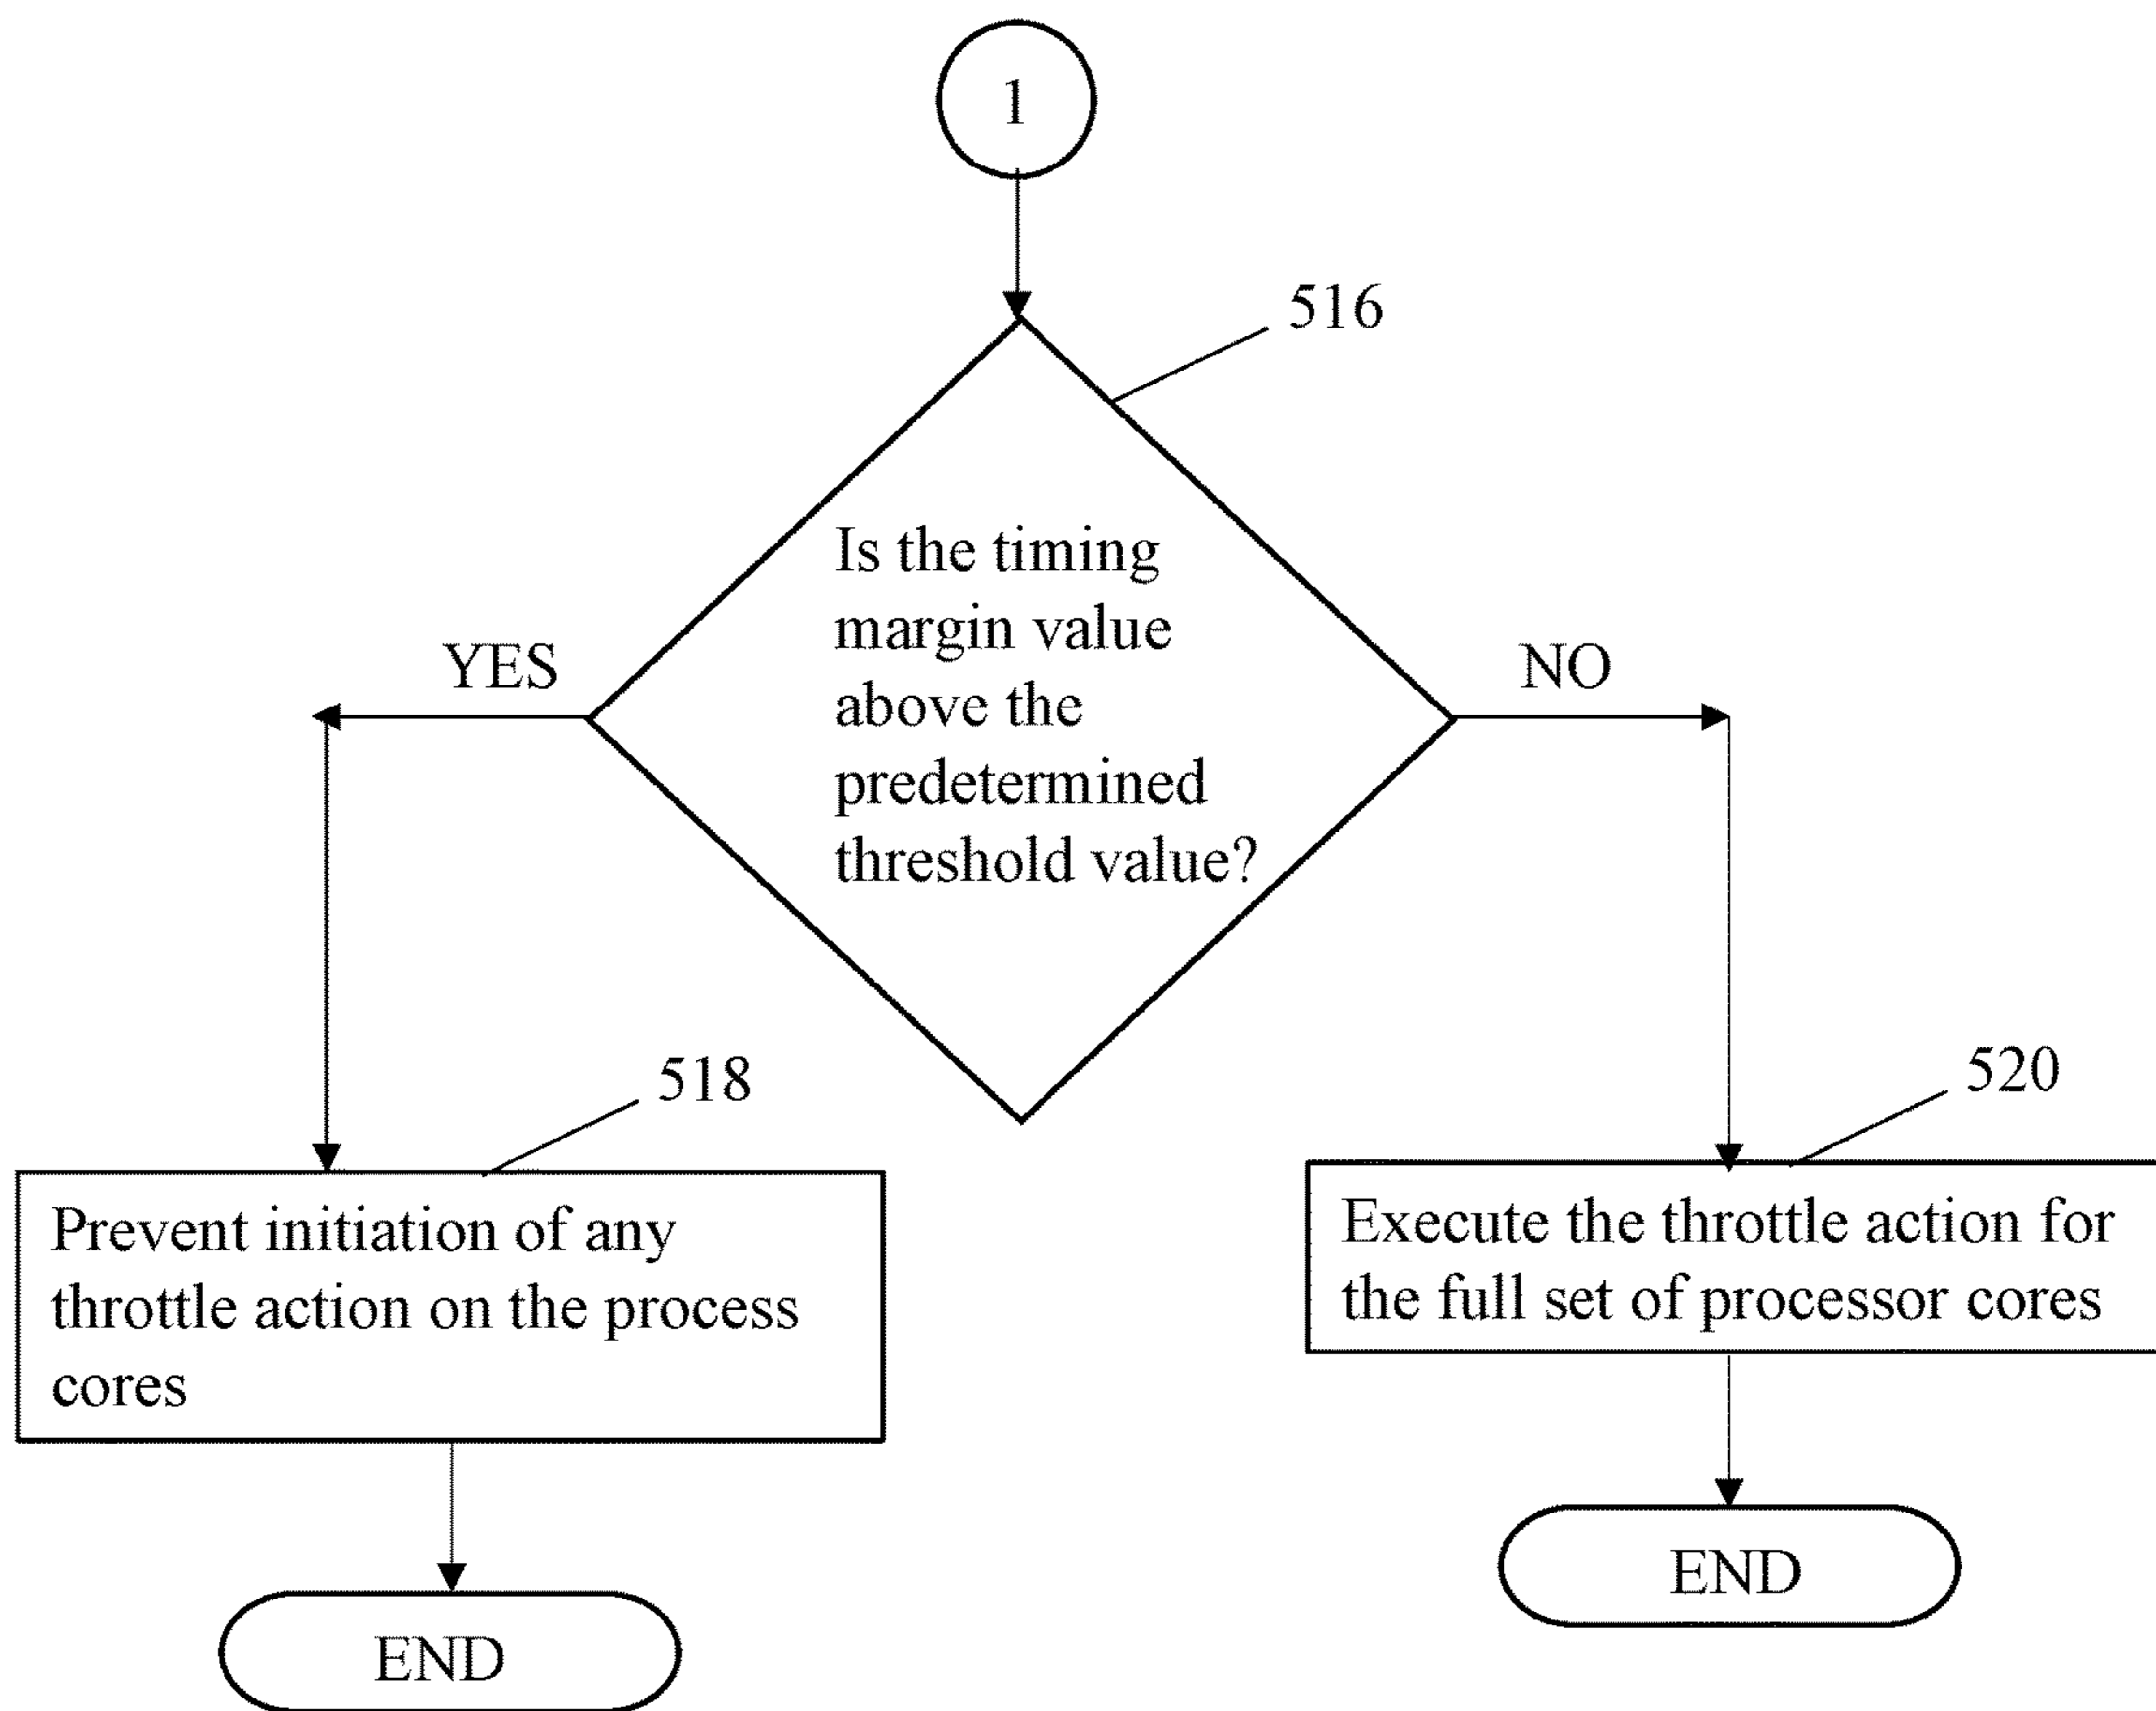 1
516
Is the timing
margin value
above the
predetermined
threshold value?
YES
NO
518
520
Prevent initiation of any
throttle action on the process
cores
Execute the throttle action for
the full set of processor cores
END
END